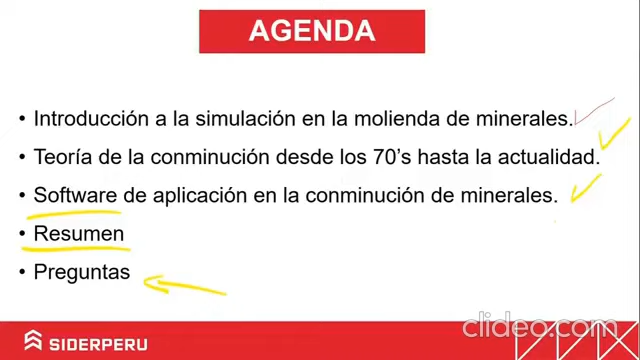 AGENDA
• Introducción a la simulación en la molienda de minerales.
• Teoría de la conminución desde los 70's hasta la actualidad.
• Software de aplicación en la conminución de minerales.
• Resumen
• Preguntas
SIDERPERU
clideo.com